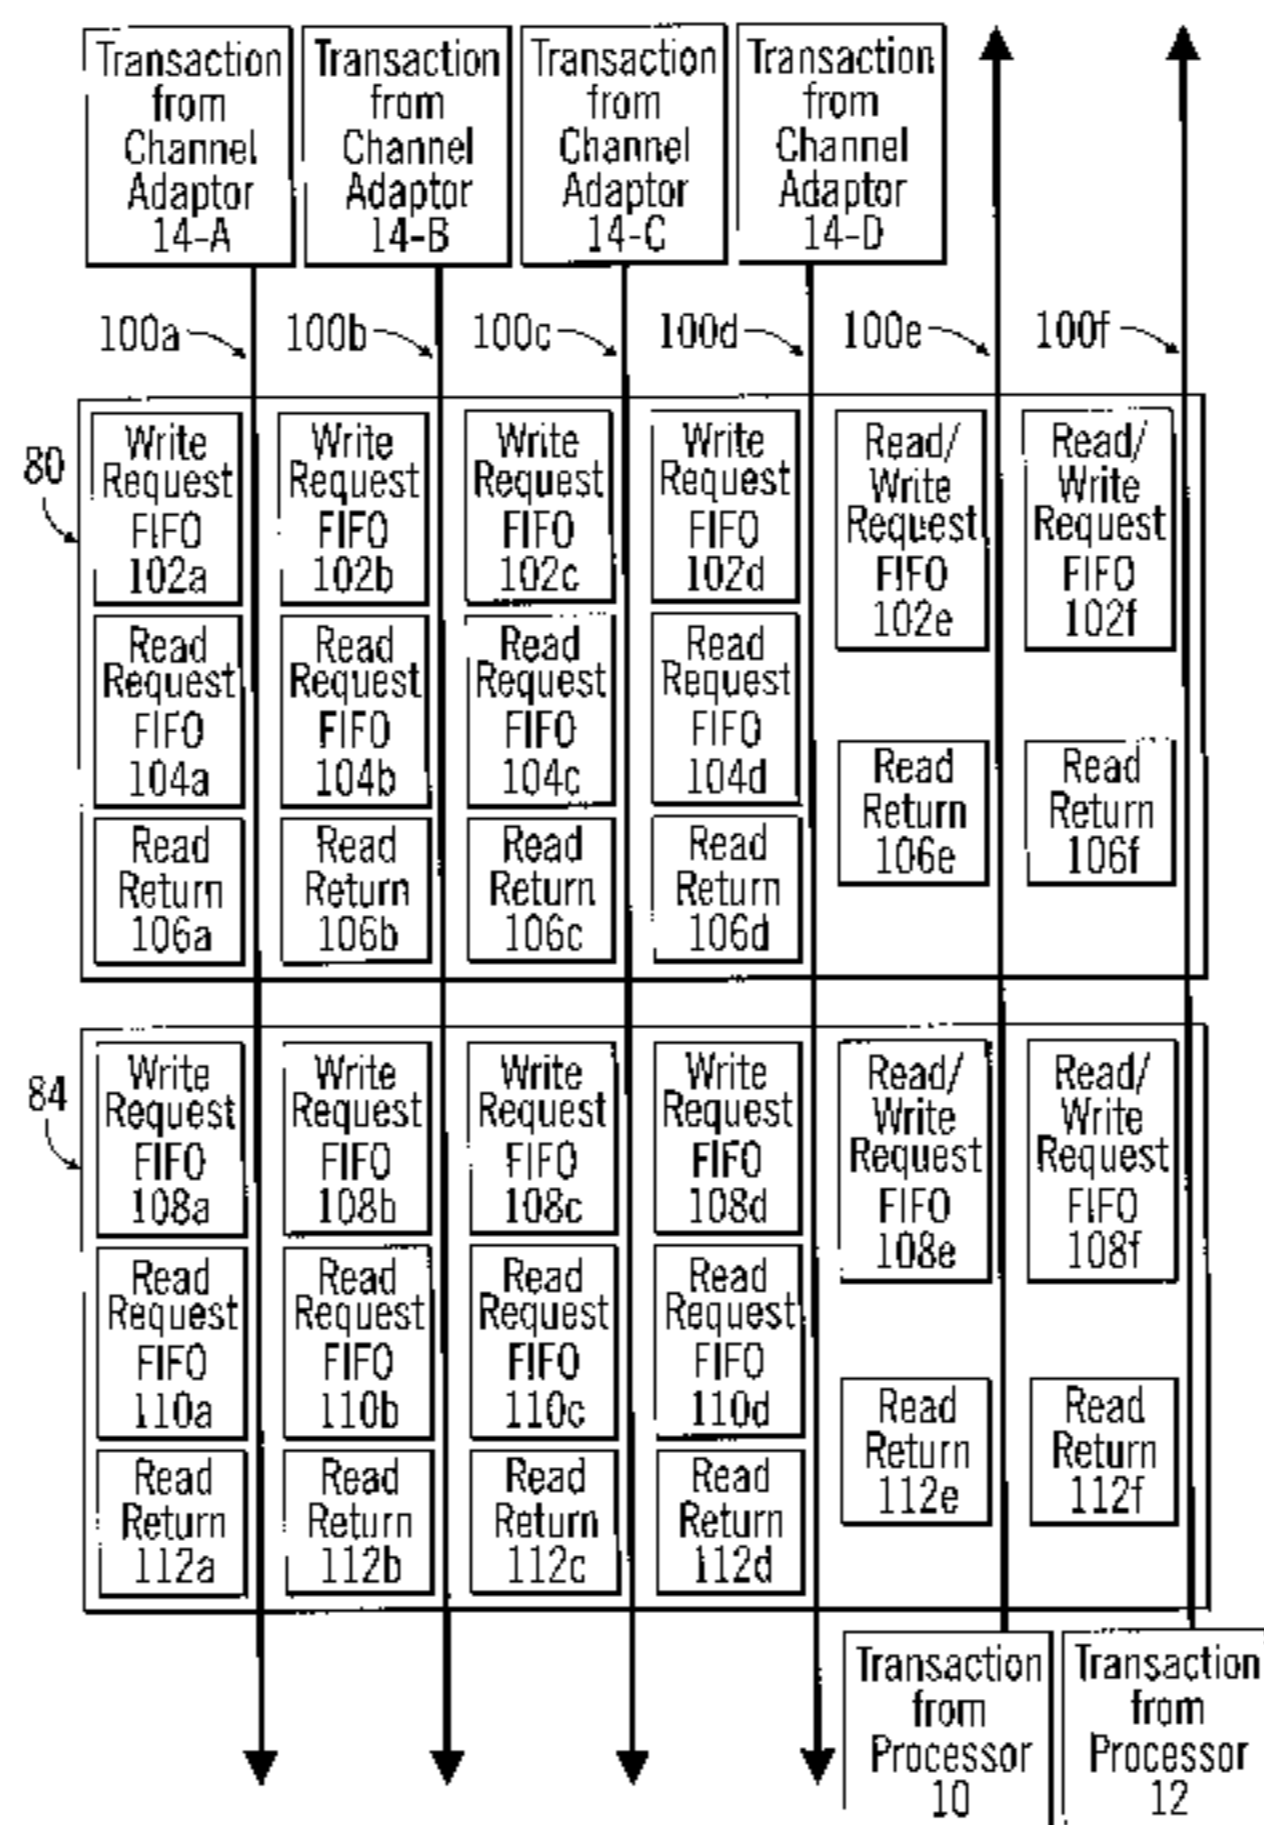 Transaction
from
Channel
Adaptor
14-A
Transaction
from
Channel
Adaptor
14-B
Transaction
from
Channel
Adaptor
14-C
Transaction
from
Channel
Adaptor
14-D
100a
100b
100c
100d
100e
100f
80
Write
Request
FIFO
102a
Write
Request
FIFO
102b
Write
Request
FIFO
102c
Write
Request
FIFO
102d
Read/
Write
Request
FIFO
102e
Read/
Write
Request
FIFO
102f
Read
Request
FIFO
104a
Read
Request
FIFO
104b
Read
Request
FIFO
104c
Read
Request
FIFO
104d
Read
Return
106a
Read
Return
106b
Read
Return
106c
Read
Return
106d
Read
Return
106e
Read
Return
106f
84
Write
Request
FIFO
108a
Write
Request
FIFO
108b
Write
Request
FIFO
108c
Write
Request
FIFO
108d
Read/
Write
Request
FIFO
108e
Read/
Write
Request
FIFO
108f
Read
Request
FIFO
110a
Read
Request
FIFO
110b
Read
Request
FIFO
110c
Read
Request
FIFO
110d
Read
Return
112a
Read
Return
112b
Read
Return
112c
Read
Return
112d
Read
Return
112e
Read
Return
112f
Transaction
from
Processor
10
Transaction
from
Processor
12